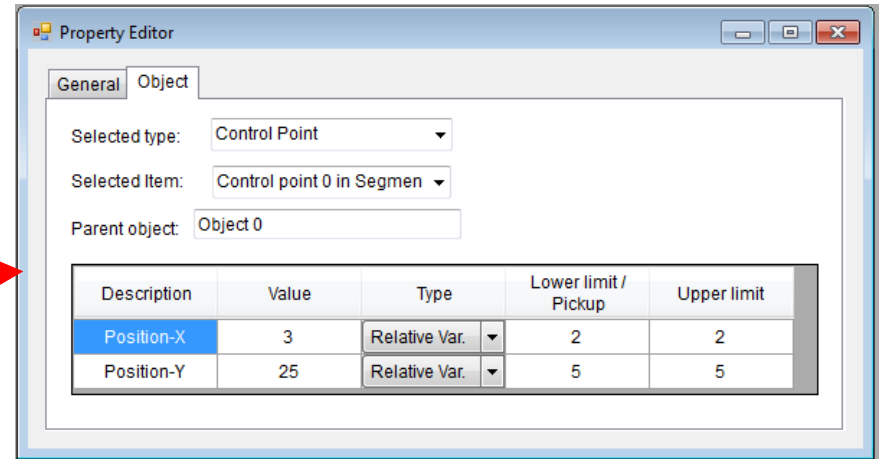 Property Editor
General Object
Selected type: Control Point
Selected Item: Control point 0 in Segmen
Parent object: Object 0
Description Value Type Lower limit / Pickup Upper limit
Position-X 3 Relative Var. 2 2
Position-Y 25 Relative Var. 5 5